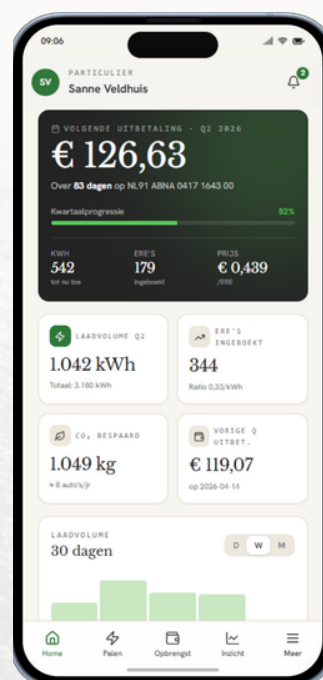 09:06
PARTICULIER
SV
Sanne Veldhuis
2
VOLGENDE UITBETALING · Q2 2026
€ 126,63
Over 83 dagen op NL91 ABNA 0417 1643 00
Kwartaalprogressie 52%
KWH ERE'S PRIJS
542 179 € 0,439
tot nu toe ingeboekt /ERE
LAADVOLUME Q2
1.042 kWh
Totaal: 3.180 kWh
ERE'S
INGEBOEKT
344
Ratio 0,33/kWh
CO₂ BESPAARD
1.049 kg
≈ 8 auto's/jr
VORIGE Q
UITBET.
€ 119,07
op 2026-04-14
LAADVOLUME
30 dagen
D W M
Home Palen Opbrengst Inzicht Meer